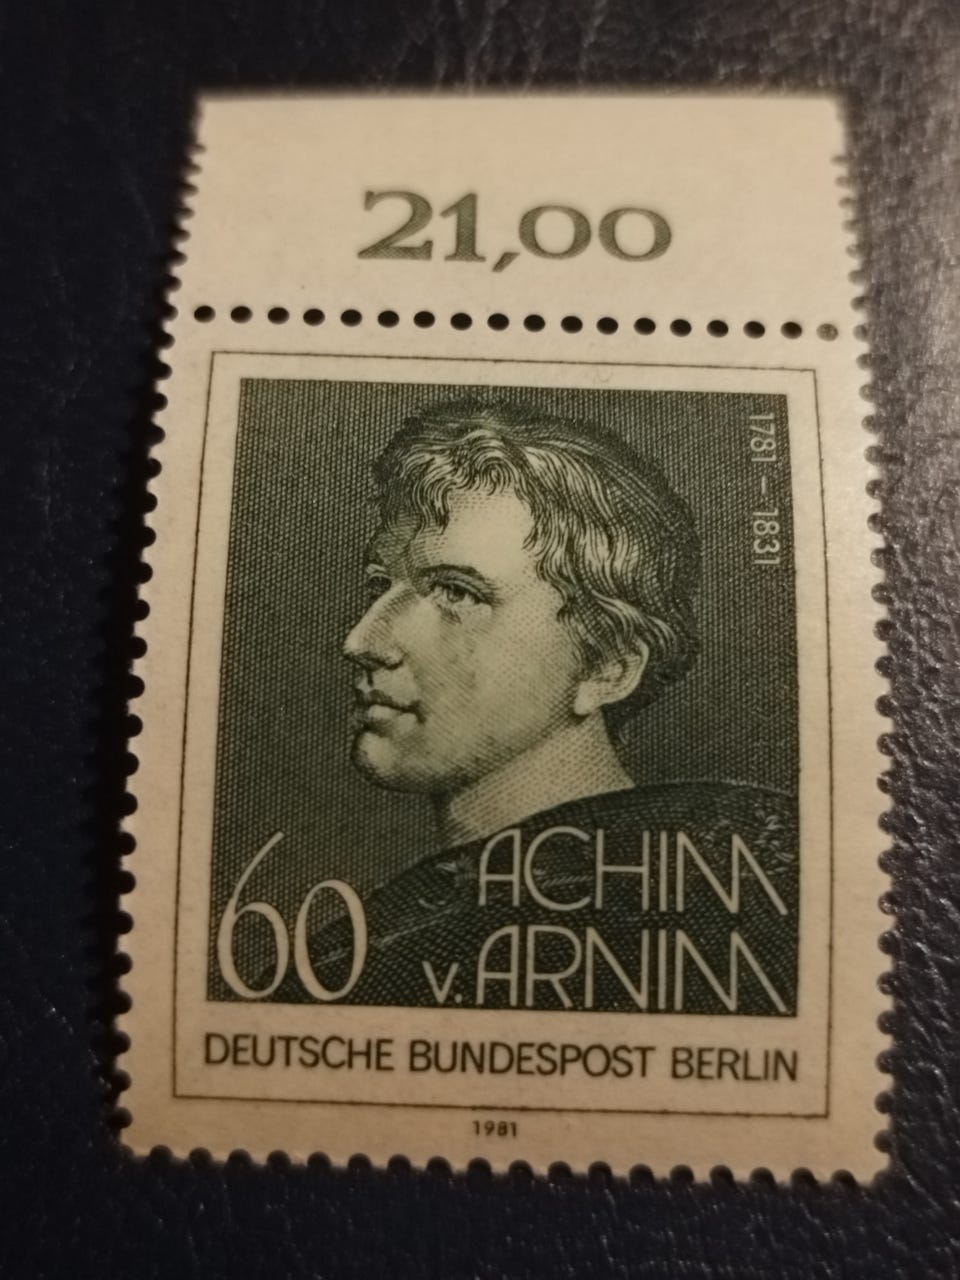 21,00
1781–1831
60
ACHIM
v. ARNIM
DEUTSCHE BUNDESPOST BERLIN
1981